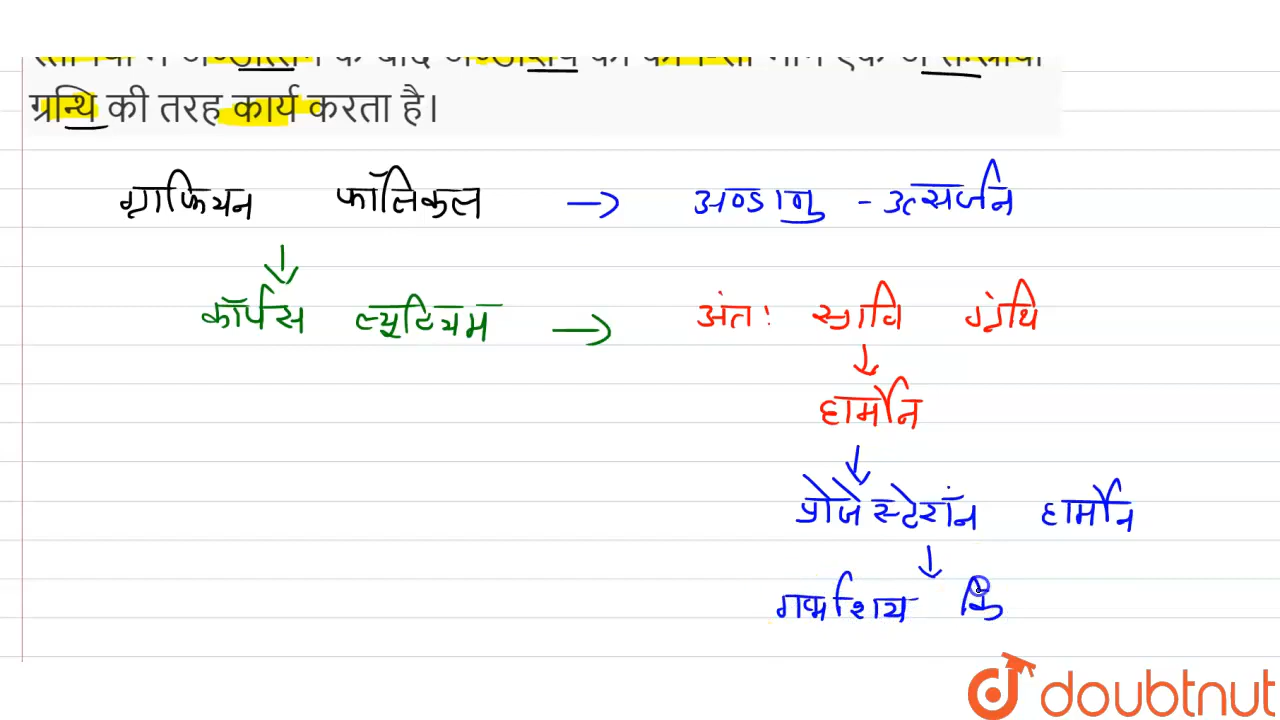 ग्रन्थि की तरह कार्य करता है।
ग्राफियन फॉलिकल → अण्डाणु - उत्सर्जन
↓
कॉर्पस ल्यूटियम → अंत: स्त्रावि ग्रंथि
↓
हार्मोन
↓
प्रोजेस्टेरॉन हार्मोन
↓
गर्भाशय कि
doubtnut